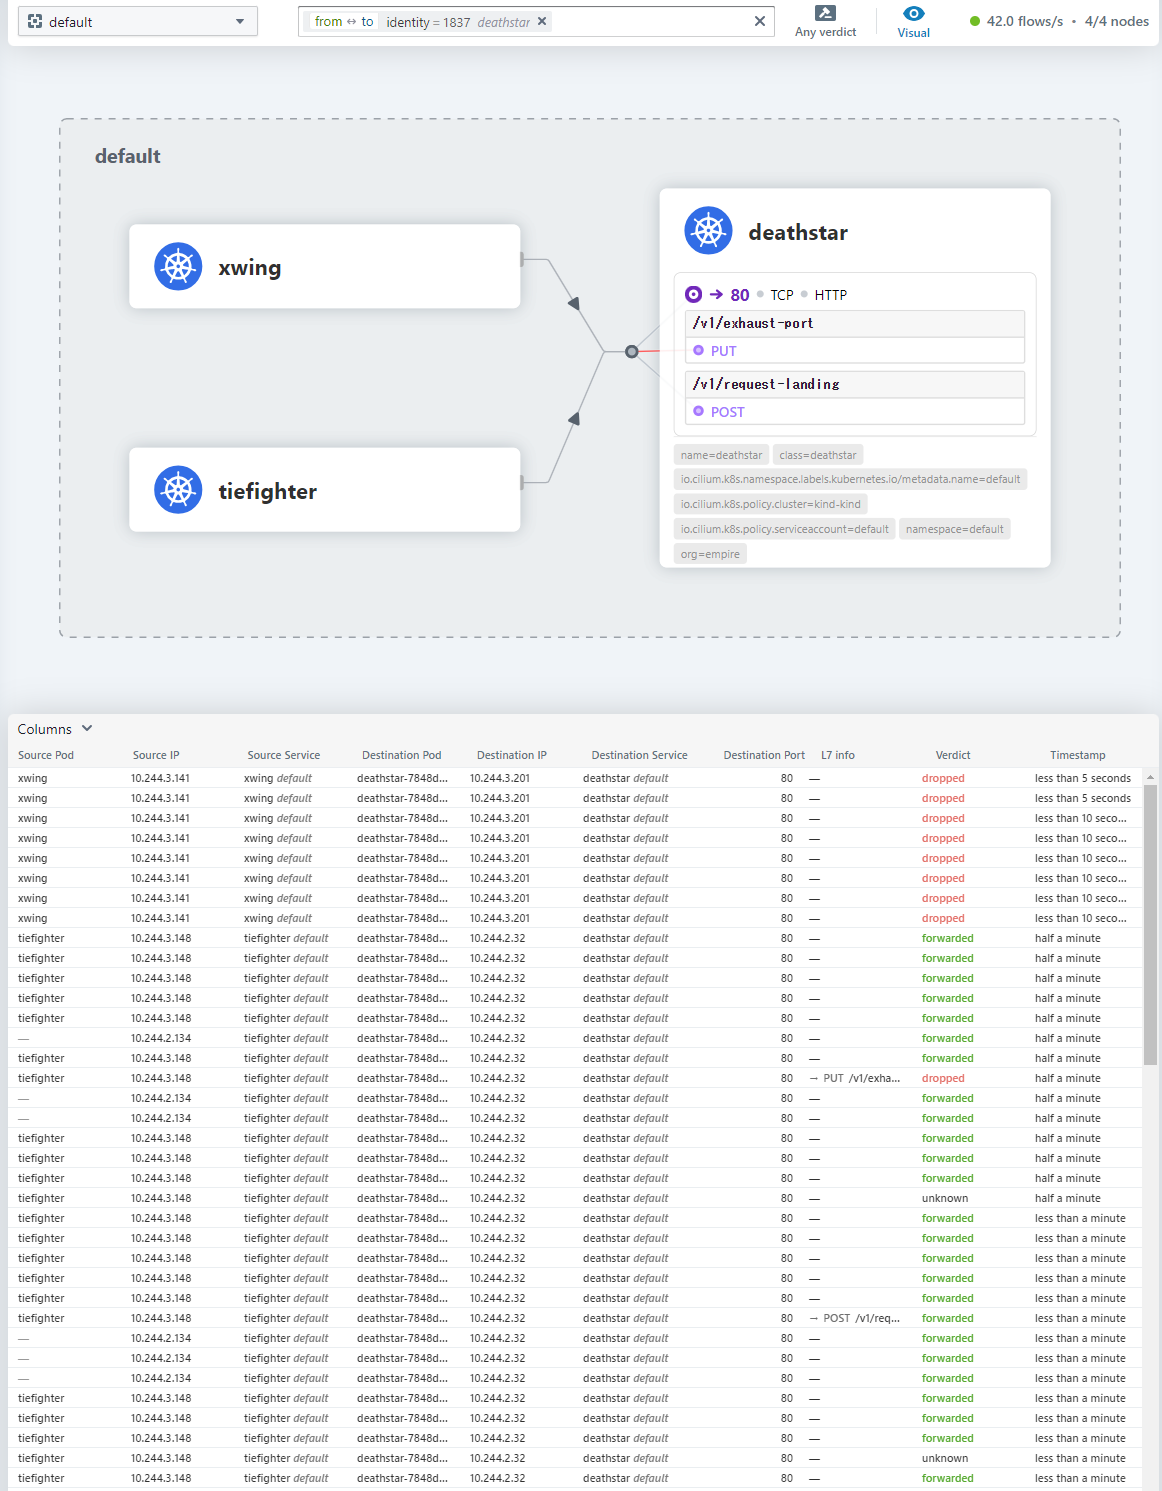 default
from ↔ to identity = 1837 deathstar
Any verdict
Visual
42.0 flows/s • 4/4 nodes
default
xwing
tiefighter
deathstar
→ 80 • TCP • HTTP
/v1/exhaust-port
PUT
/v1/request-landing
POST
name=deathstar class=deathstar
io.cilium.k8s.namespace.labels.kubernetes.io/metadata.name=default
io.cilium.k8s.policy.cluster=kind-kind
io.cilium.k8s.policy.serviceaccount=default namespace=default
org=empire
Columns
Source Pod Source IP Source Service Destination Pod Destination IP Destination Service Destination Port L7 info Verdict Timestamp
xwing 10.244.3.141 xwing default deathstar-7848d... 10.244.3.201 deathstar default 80 — dropped less than 5 seconds
xwing 10.244.3.141 xwing default deathstar-7848d... 10.244.3.201 deathstar default 80 — dropped less than 5 seconds
xwing 10.244.3.141 xwing default deathstar-7848d... 10.244.3.201 deathstar default 80 — dropped less than 10 seco...
xwing 10.244.3.141 xwing default deathstar-7848d... 10.244.3.201 deathstar default 80 — dropped less than 10 seco...
xwing 10.244.3.141 xwing default deathstar-7848d... 10.244.3.201 deathstar default 80 — dropped less than 10 seco...
xwing 10.244.3.141 xwing default deathstar-7848d... 10.244.3.201 deathstar default 80 — dropped less than 10 seco...
xwing 10.244.3.141 xwing default deathstar-7848d... 10.244.3.201 deathstar default 80 — dropped less than 10 seco...
xwing 10.244.3.141 xwing default deathstar-7848d... 10.244.3.201 deathstar default 80 — dropped less than 10 seco...
tiefighter 10.244.3.148 tiefighter default deathstar-7848d... 10.244.2.32 deathstar default 80 — forwarded half a minute
tiefighter 10.244.3.148 tiefighter default deathstar-7848d... 10.244.2.32 deathstar default 80 — forwarded half a minute
tiefighter 10.244.3.148 tiefighter default deathstar-7848d... 10.244.2.32 deathstar default 80 — forwarded half a minute
tiefighter 10.244.3.148 tiefighter default deathstar-7848d... 10.244.2.32 deathstar default 80 — forwarded half a minute
tiefighter 10.244.3.148 tiefighter default deathstar-7848d... 10.244.2.32 deathstar default 80 — forwarded half a minute
— 10.244.2.134 tiefighter default deathstar-7848d... 10.244.2.32 deathstar default 80 — forwarded half a minute
tiefighter 10.244.3.148 tiefighter default deathstar-7848d... 10.244.2.32 deathstar default 80 — forwarded half a minute
tiefighter 10.244.3.148 tiefighter default deathstar-7848d... 10.244.2.32 deathstar default 80 → PUT /v1/exha... dropped half a minute
— 10.244.2.134 tiefighter default deathstar-7848d... 10.244.2.32 deathstar default 80 — forwarded half a minute
— 10.244.2.134 tiefighter default deathstar-7848d... 10.244.2.32 deathstar default 80 — forwarded half a minute
tiefighter 10.244.3.148 tiefighter default deathstar-7848d... 10.244.2.32 deathstar default 80 — forwarded half a minute
tiefighter 10.244.3.148 tiefighter default deathstar-7848d... 10.244.2.32 deathstar default 80 — forwarded half a minute
tiefighter 10.244.3.148 tiefighter default deathstar-7848d... 10.244.2.32 deathstar default 80 — forwarded half a minute
tiefighter 10.244.3.148 tiefighter default deathstar-7848d... 10.244.2.32 deathstar default 80 — unknown half a minute
tiefighter 10.244.3.148 tiefighter default deathstar-7848d... 10.244.2.32 deathstar default 80 — forwarded less than a minute
tiefighter 10.244.3.148 tiefighter default deathstar-7848d... 10.244.2.32 deathstar default 80 — forwarded less than a minute
tiefighter 10.244.3.148 tiefighter default deathstar-7848d... 10.244.2.32 deathstar default 80 — forwarded less than a minute
tiefighter 10.244.3.148 tiefighter default deathstar-7848d... 10.244.2.32 deathstar default 80 — forwarded less than a minute
tiefighter 10.244.3.148 tiefighter default deathstar-7848d... 10.244.2.32 deathstar default 80 — forwarded less than a minute
tiefighter 10.244.3.148 tiefighter default deathstar-7848d... 10.244.2.32 deathstar default 80 → POST /v1/req... forwarded less than a minute
— 10.244.2.134 tiefighter default deathstar-7848d... 10.244.2.32 deathstar default 80 — forwarded less than a minute
— 10.244.2.134 tiefighter default deathstar-7848d... 10.244.2.32 deathstar default 80 — forwarded less than a minute
— 10.244.2.134 tiefighter default deathstar-7848d... 10.244.2.32 deathstar default 80 — forwarded less than a minute
tiefighter 10.244.3.148 tiefighter default deathstar-7848d... 10.244.2.32 deathstar default 80 — forwarded less than a minute
tiefighter 10.244.3.148 tiefighter default deathstar-7848d... 10.244.2.32 deathstar default 80 — forwarded less than a minute
tiefighter 10.244.3.148 tiefighter default deathstar-7848d... 10.244.2.32 deathstar default 80 — forwarded less than a minute
tiefighter 10.244.3.148 tiefighter default deathstar-7848d... 10.244.2.32 deathstar default 80 — unknown less than a minute
tiefighter 10.244.3.148 tiefighter default deathstar-7848d... 10.244.2.32 deathstar default 80 — forwarded less than a minute